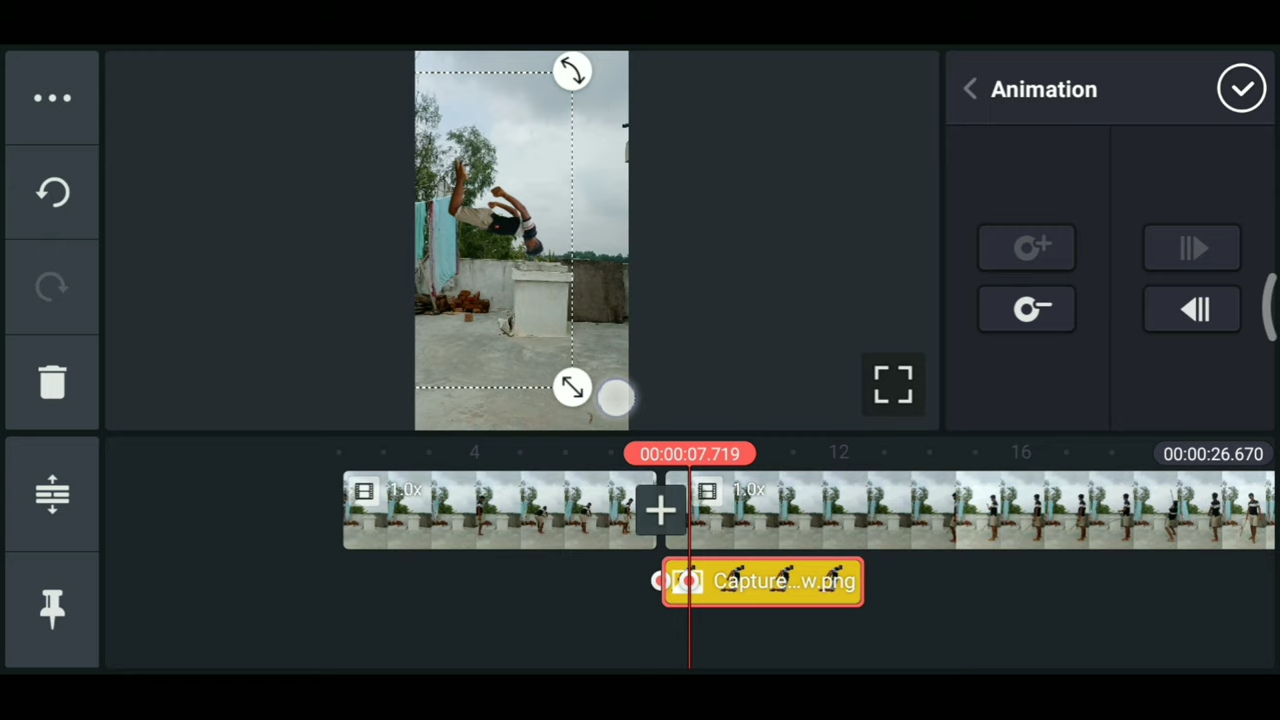 Animation
4
12
16
00:00:07.719
00:00:26.670
1.0x
1.0x
Capture...w.png